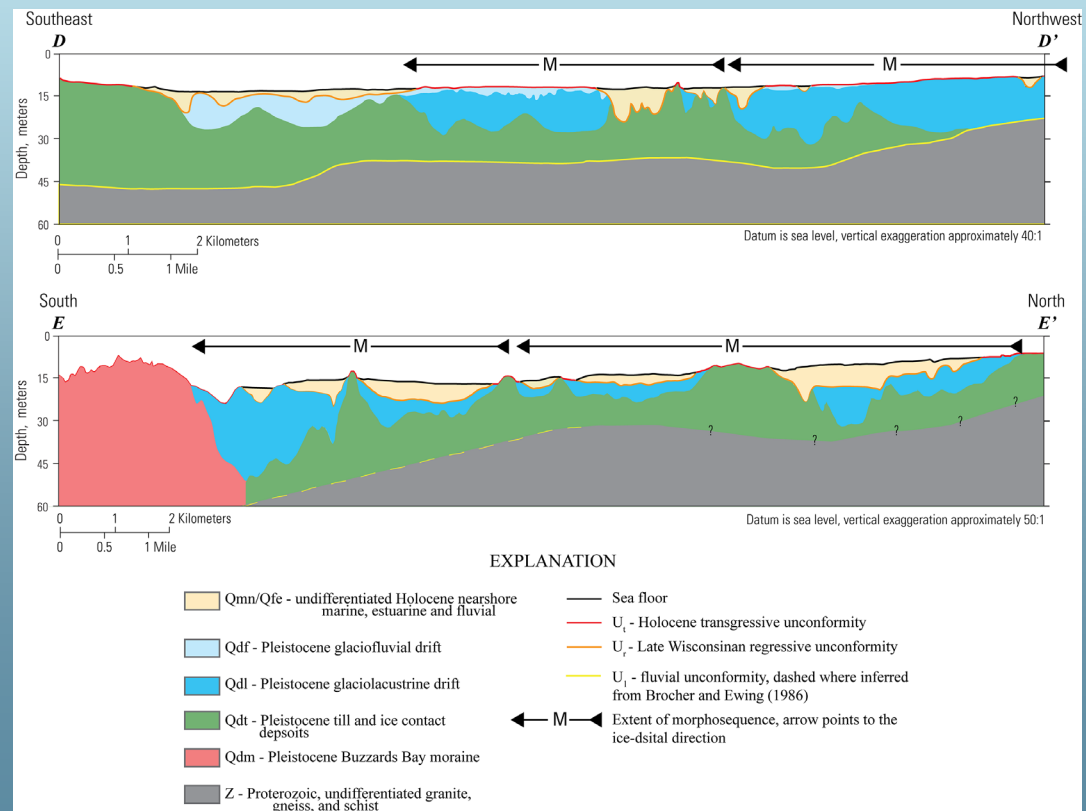 Southeast
Northwest
D
D'
M
M
0
15
30
45
60
Depth, meters
0 1 2 Kilometers
0 0.5 1 Mile
Datum is sea level, vertical exaggeration approximately 40:1
South
North
E
E'
M
M
0
15
30
45
60
Depth, meters
? ? ? ? ?
0 1 2 Kilometers
0 0.5 1 Mile
Datum is sea level, vertical exaggeration approximately 50:1
EXPLANATION
Qmn/Qfe - undifferentiated Holocene nearshore
marine, estuarine and fluvial
Qdf - Pleistocene glaciofluvial drift
Qdl - Pleistocene glaciolacustrine drift
Qdt - Pleistocene till and ice contact
depsoits
Qdm - Pleistocene Buzzards Bay moraine
Z - Proterozoic, undifferentiated granite,
gneiss, and schist
Sea floor
Ut - Holocene transgressive unconformity
Ur - Late Wisconsinan regressive unconformity
U1 - fluvial unconformity, dashed where inferred
from Brocher and Ewing (1986)
M Extent of morphosequence, arrow points to the
ice-dsital direction